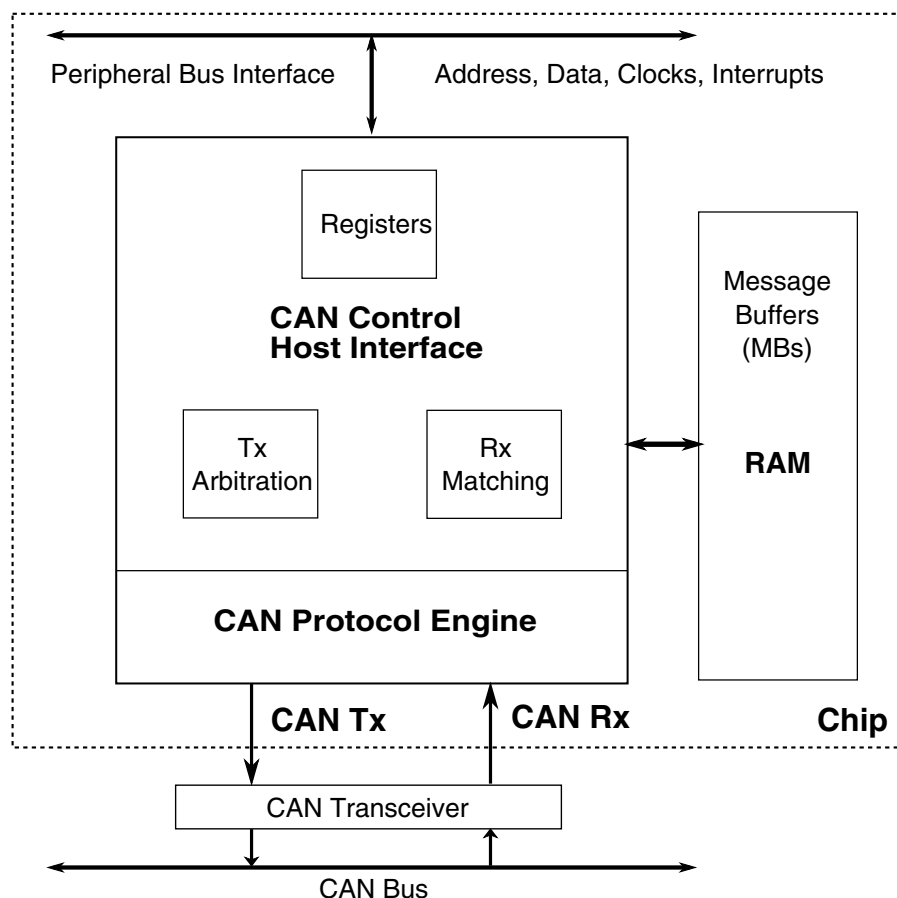 Peripheral Bus Interface
Address, Data, Clocks, Interrupts
Registers
CAN Control
Host Interface
Tx
Arbitration
Rx
Matching
Message
Buffers
(MBs)
RAM
CAN Protocol Engine
CAN Tx
CAN Rx
Chip
CAN Transceiver
CAN Bus